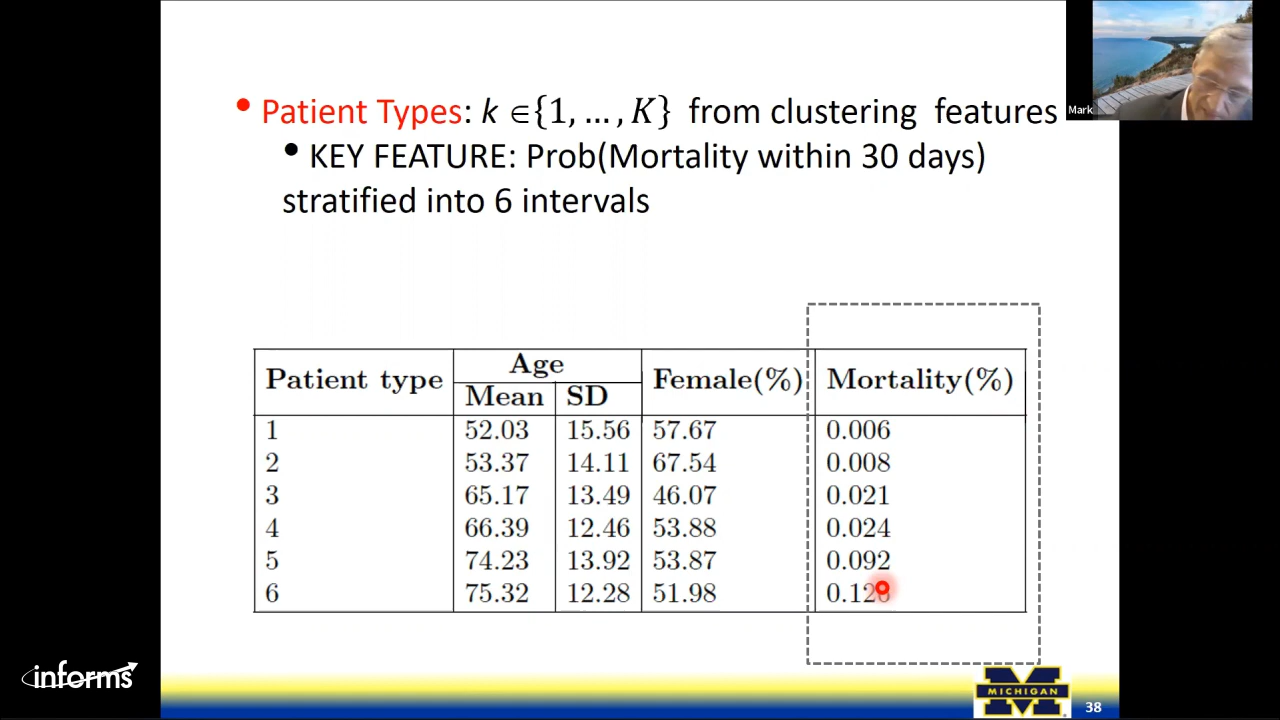 • Patient Types: k ∈{1, … , K} from clustering features
Mark
• KEY FEATURE: Prob(Mortality within 30 days)
stratified into 6 intervals
Patient type Age Female(%) Mortality(%)
Mean SD
1 52.03 15.56 57.67 0.006
2 53.37 14.11 67.54 0.008
3 65.17 13.49 46.07 0.021
4 66.39 12.46 53.88 0.024
5 74.23 13.92 53.87 0.092
6 75.32 12.28 51.98
informs
MICHIGAN
38